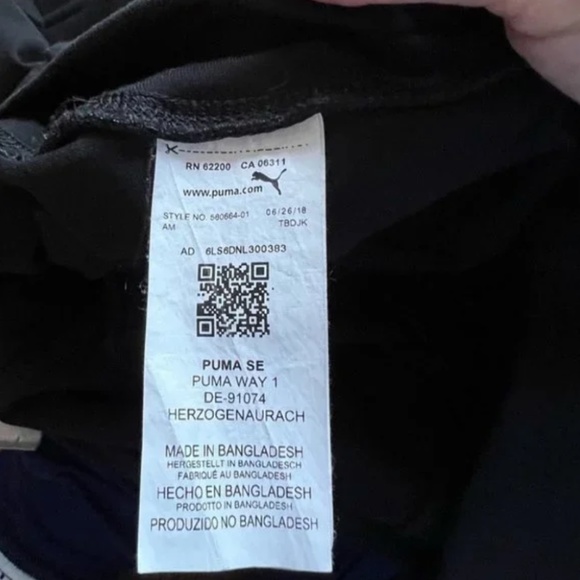 RN 62200 CA 06311
www.puma.com
STYLE NO. 580664-01 06/26/18
AM TBDJK
AD 6LS6DNL300383
PUMA SE
PUMA WAY 1
DE-91074
HERZOGENAURACH
MADE IN BANGLADESH
HERGESTELLT IN BANGLADESCH
FABRIQUÉ AU BANGLADESH
HECHO EN BANGLADESH
PRODOTTO IN BANGLADESH
PRODUZIDO NO BANGLADESH